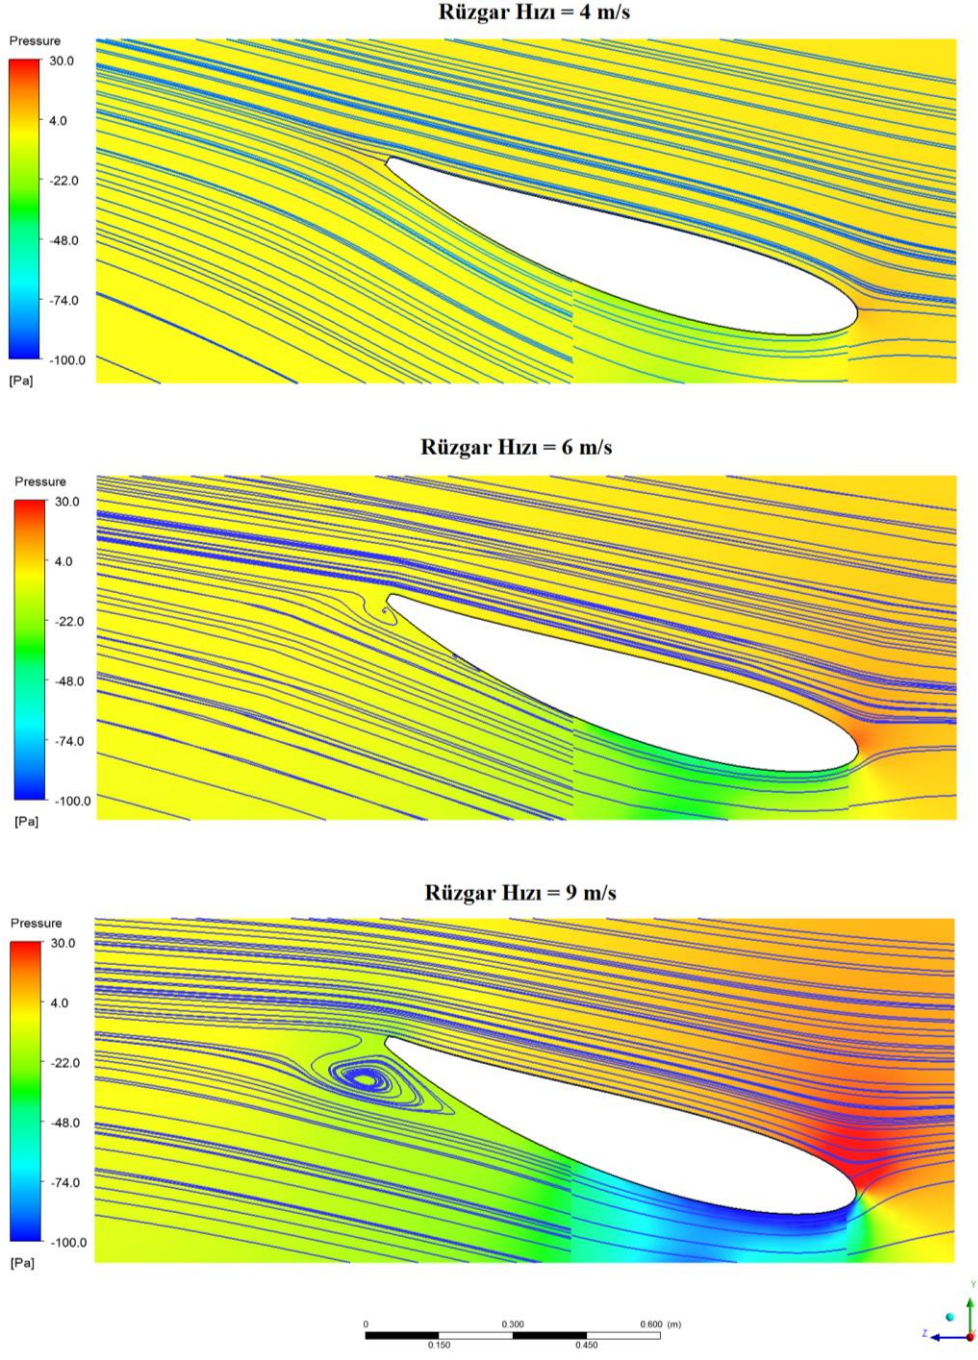 Rüzgar Hızı = 4 m/s
Pressure
30.0
4.0
-22.0
-48.0
-74.0
-100.0
[Pa]
Rüzgar Hızı = 6 m/s
Pressure
30.0
4.0
-22.0
-48.0
-74.0
-100.0
[Pa]
Rüzgar Hızı = 9 m/s
Pressure
30.0
4.0
-22.0
-48.0
-74.0
-100.0
[Pa]
0 0.300 0.600 (m)
0.150 0.450
Y
Z